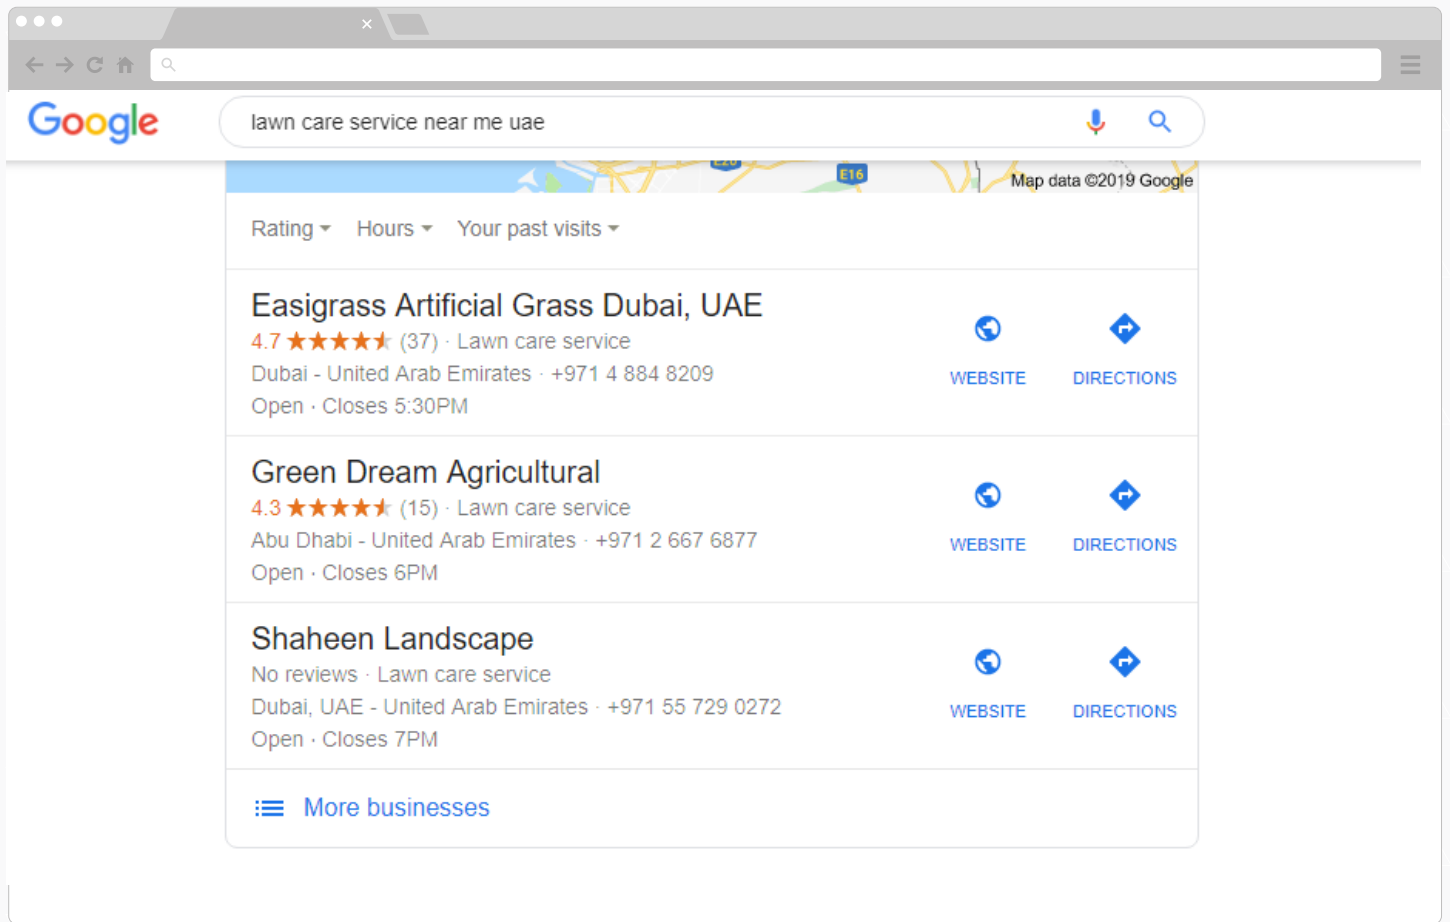 Google
lawn care service near me uae
E20
E16
Map data ©2019 Google
Rating Hours Your past visits
Easigrass Artificial Grass Dubai, UAE
4.7 (37) · Lawn care service
Dubai - United Arab Emirates · +971 4 884 8209
Open · Closes 5:30PM
WEBSITE
DIRECTIONS
Green Dream Agricultural
4.3 (15) · Lawn care service
Abu Dhabi - United Arab Emirates · +971 2 667 6877
Open · Closes 6PM
WEBSITE
DIRECTIONS
Shaheen Landscape
No reviews · Lawn care service
Dubai, UAE - United Arab Emirates · +971 55 729 0272
Open · Closes 7PM
WEBSITE
DIRECTIONS
More businesses